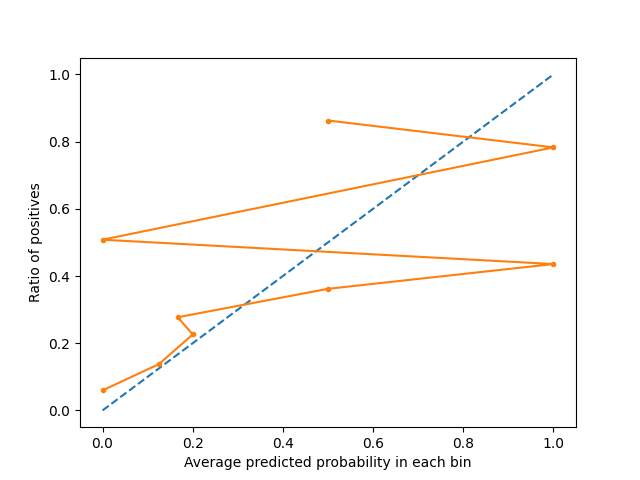 1.0
0.8
0.6
0.4
0.2
0.0
Ratio of positives
0.0 0.2 0.4 0.6 0.8 1.0
Average predicted probability in each bin